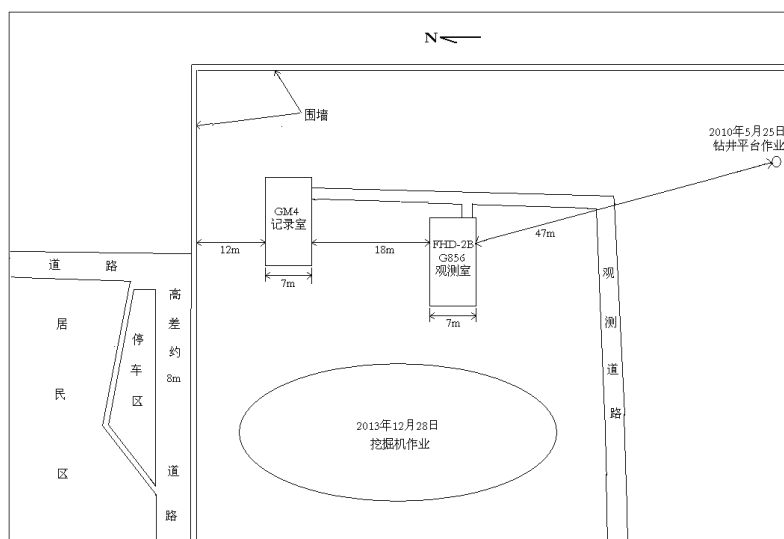 N
围墙
2010年5月25日
钻井平台作业
GM4
记录室
FHD-2B
G856
观测室
47m
12m
18m
7m
7m
道路
高差约8m
道路
居民区
停车区
观测道路
2013年12月28日
挖掘机作业